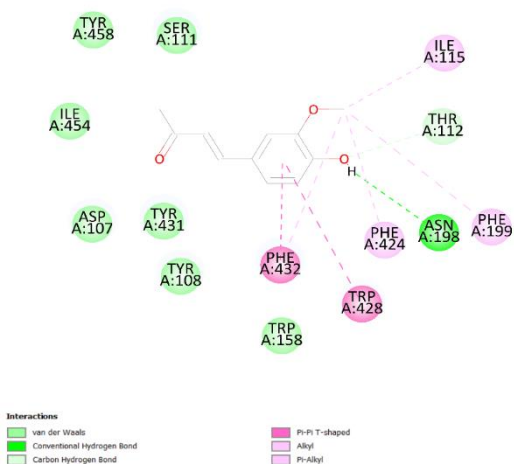 TYR
A:458
SER
A:111
ILE
A:115
ILE
A:454
THR
A:112
O
O
O
H
ASP
A:107
TYR
A:431
TYR
A:108
PHE
A:432
PHE
A:424
ASN
A:198
PHE
A:199
TRP
A:428
TRP
A:158
Interactions
van der Waals
Conventional Hydrogen Bond
Carbon Hydrogen Bond
Pi-Pi T-shaped
Alkyl
Pi-Alkyl